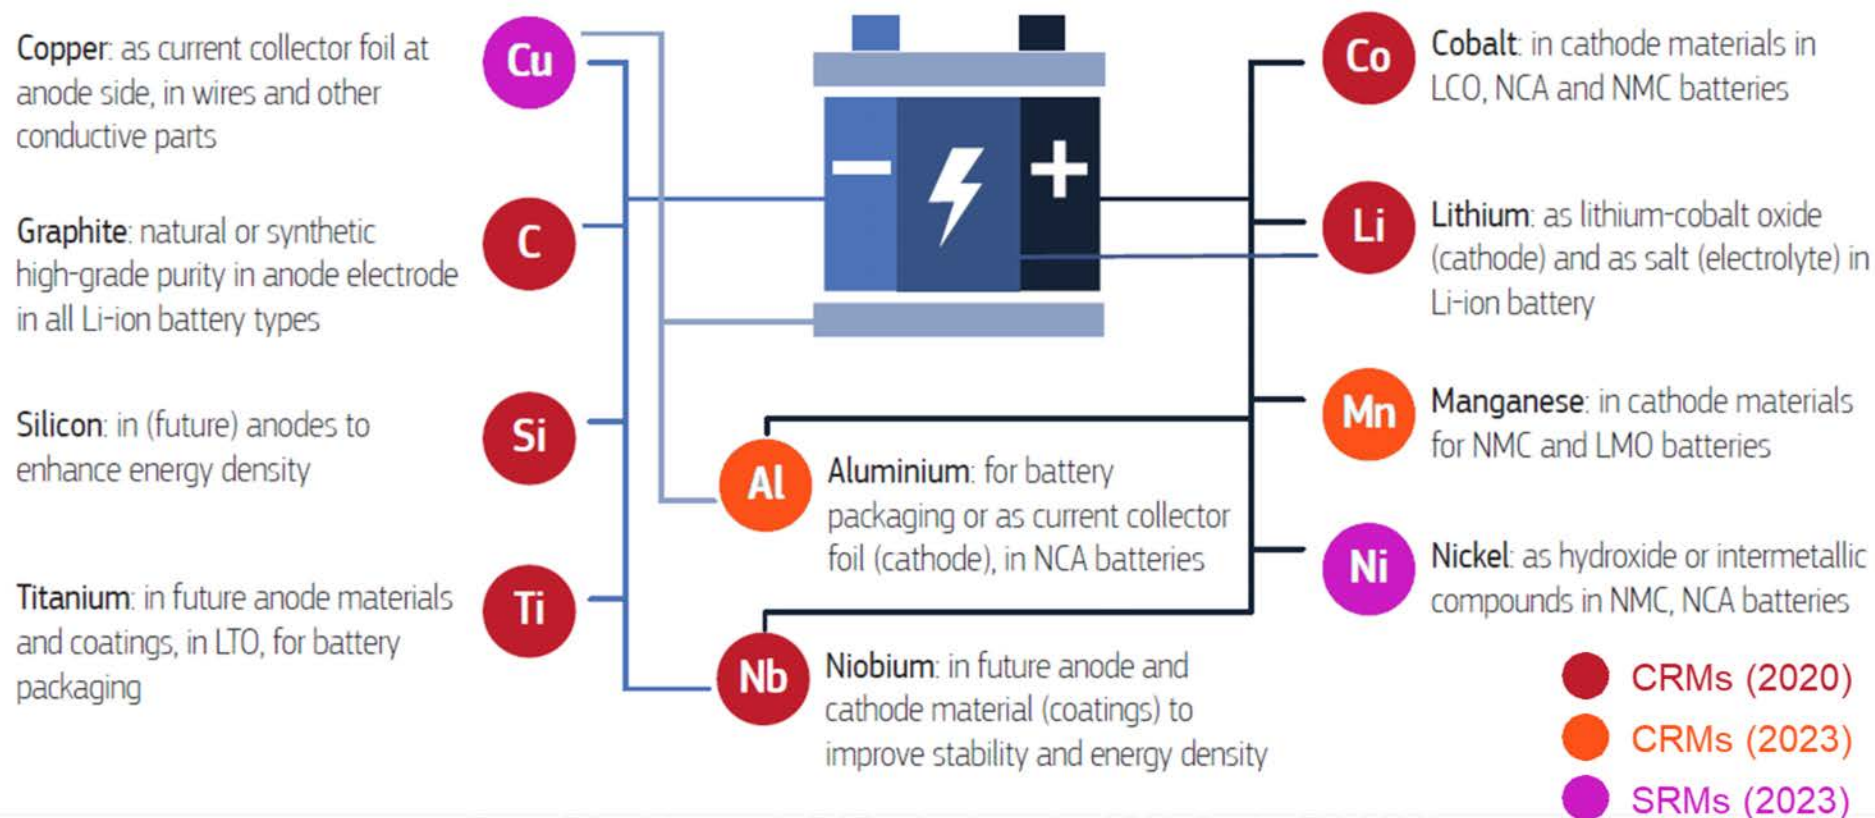 Copper: as current collector foil at
anode side, in wires and other
conductive parts
Cu
Graphite: natural or synthetic
high-grade purity in anode electrode
in all Li-ion battery types
C
Silicon: in (future) anodes to
enhance energy density
Si
Titanium: in future anode materials
and coatings, in LTO, for battery
packaging
Ti
−
+
Al
Aluminium: for battery
packaging or as current collector
foil (cathode), in NCA batteries
Nb
Niobium: in future anode and
cathode material (coatings) to
improve stability and energy density
Co
Cobalt: in cathode materials in
LCO, NCA and NMC batteries
Li
Lithium: as lithium-cobalt oxide
(cathode) and as salt (electrolyte) in
Li-ion battery
Mn
Manganese: in cathode materials
for NMC and LMO batteries
Ni
Nickel: as hydroxide or intermetallic
compounds in NMC, NCA batteries
CRMs (2020)
CRMs (2023)
SRMs (2023)